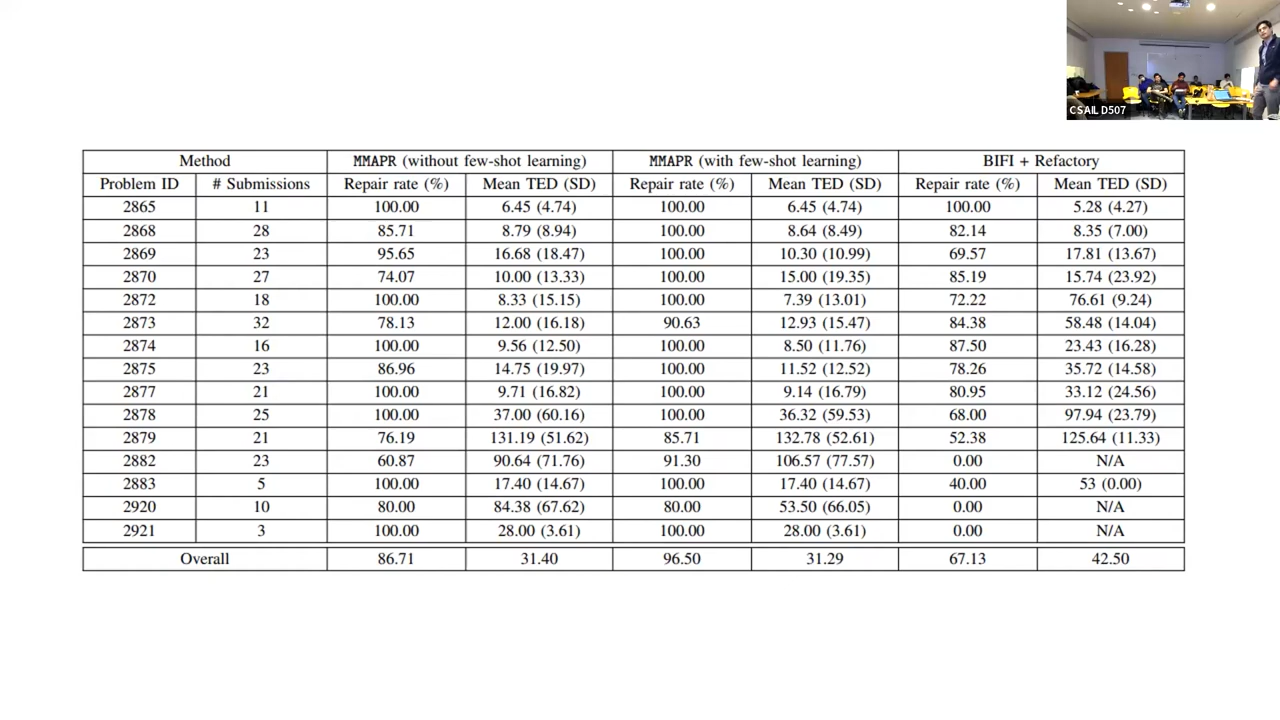 CSAIL D507
Method MMAPR (without few-shot learning) MMAPR (with few-shot learning) BIFI + Refactory
Problem ID # Submissions Repair rate (%) Mean TED (SD) Repair rate (%) Mean TED (SD) Repair rate (%) Mean TED (SD)
2865 11 100.00 6.45 (4.74) 100.00 6.45 (4.74) 100.00 5.28 (4.27)
2868 28 85.71 8.79 (8.94) 100.00 8.64 (8.49) 82.14 8.35 (7.00)
2869 23 95.65 16.68 (18.47) 100.00 10.30 (10.99) 69.57 17.81 (13.67)
2870 27 74.07 10.00 (13.33) 100.00 15.00 (19.35) 85.19 15.74 (23.92)
2872 18 100.00 8.33 (15.15) 100.00 7.39 (13.01) 72.22 76.61 (9.24)
2873 32 78.13 12.00 (16.18) 90.63 12.93 (15.47) 84.38 58.48 (14.04)
2874 16 100.00 9.56 (12.50) 100.00 8.50 (11.76) 87.50 23.43 (16.28)
2875 23 86.96 14.75 (19.97) 100.00 11.52 (12.52) 78.26 35.72 (14.58)
2877 21 100.00 9.71 (16.82) 100.00 9.14 (16.79) 80.95 33.12 (24.56)
2878 25 100.00 37.00 (60.16) 100.00 36.32 (59.53) 68.00 97.94 (23.79)
2879 21 76.19 131.19 (51.62) 85.71 132.78 (52.61) 52.38 125.64 (11.33)
2882 23 60.87 90.64 (71.76) 91.30 106.57 (77.57) 0.00 N/A
2883 5 100.00 17.40 (14.67) 100.00 17.40 (14.67) 40.00 53 (0.00)
2920 10 80.00 84.38 (67.62) 80.00 53.50 (66.05) 0.00 N/A
2921 3 100.00 28.00 (3.61) 100.00 28.00 (3.61) 0.00 N/A
Overall 86.71 31.40 96.50 31.29 67.13 42.50